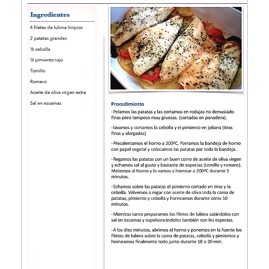 Ingredientes
4 filetes de lubina limpios
2 patatas grandes
½ cebolla
½ pimiento rojo
Tomillo
Romero
Aceite de oliva virgen extra
Sal en escamas
Procedimiento
-Pelamos las patatas y las cortamos en rodajas no demasiado
finas pero tampoco muy gruesas. (cortadas en panadera).
-lavamos y cortamos la cebolla y el pimiento en juliana (tiras
finas y alargadas)
-Precalentamos el horno a 200ºC. Forramos la bandeja de horno
con papel vegetal y colocamos las patatas por toda la bandeja.
-Regamos las patatas con un buen corro de aceite de oliva virgen
y echamos sal al gusto y bastante de especias (tomillo y romero).
Metemos al horno y lo vamos a hornear a 200ºC durante 5
minutos.
-Echamos sobre las patatas el pimiento cortado en tiras y la
cebolla. Volvemos a regar con aceite de oliva toda la cama de
patatas, pimiento y cebolla y horneamos durante otros 10
minutos.
-Mientras tanto preparamos los filetes de lubina salándolos con
sal en escamas y espolvoreándoles también con las especias.
-A los diez minutos, abrimos el horno y ponemos en la fuente los
filetes de lubina sobre la cama de patatas, cebolla y pimientos y
horneamos finalmente todo junto durante 18 o 20 min.